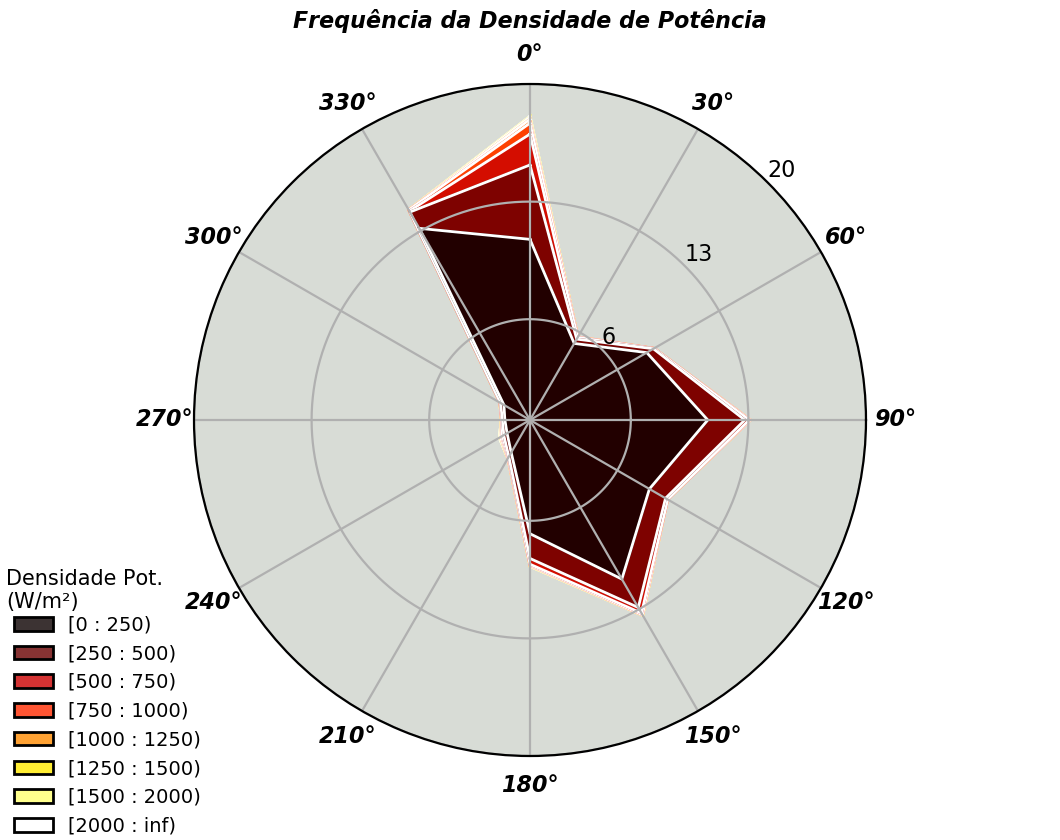 Frequência da Densidade de Potência
0°
330°
30°
20
300°
60°
13
6
270°
90°
240°
120°
210°
150°
180°
Densidade Pot.
(W/m²)
[0 : 250)
[250 : 500)
[500 : 750)
[750 : 1000)
[1000 : 1250)
[1250 : 1500)
[1500 : 2000)
[2000 : inf)